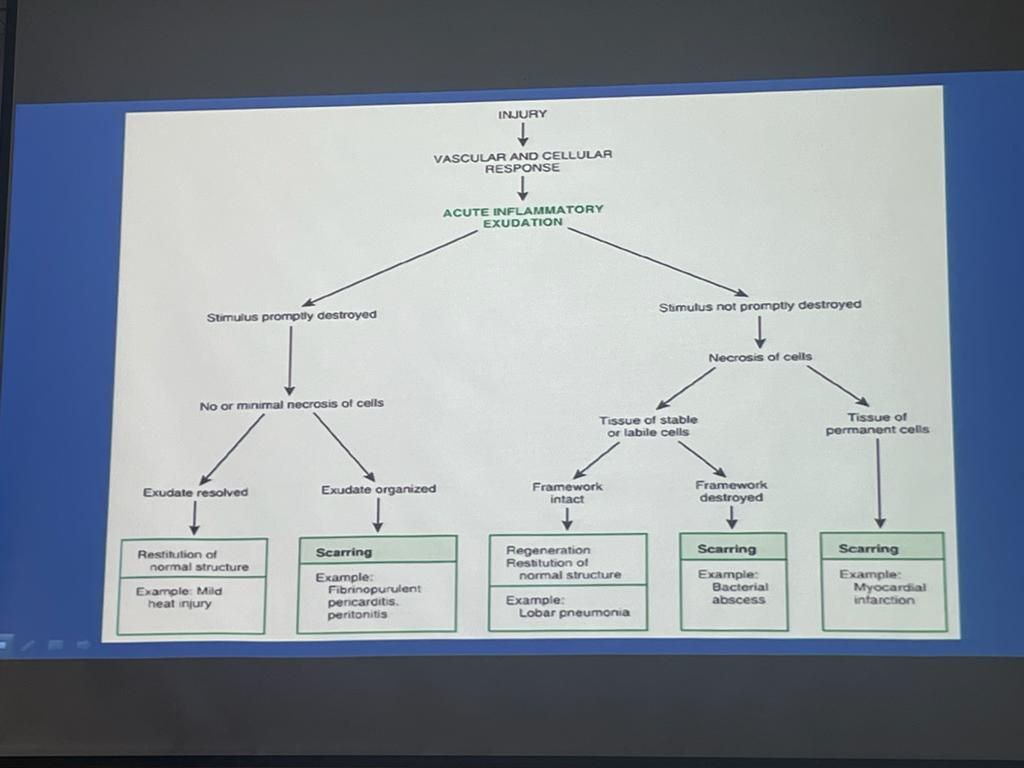 INJURY
VASCULAR AND CELLULAR
RESPONSE
ACUTE INFLAMMATORY
EXUDATION
Stimulus promptly destroyed
Stimulus not promptly destroyed
Necrosis of cells
No or minimal necrosis of cells
Tissue of stable
or labile cells
Tissue of
permanent cells
Exudate resolved
Exudate organized
Framework
intact
Framework
destroyed
Restitution of
normal structure
Example: Mild
heat injury
Scarring
Example:
Fibrinopurulent
pericarditis,
peritonitis
Regeneration
Restitution of
normal structure
Example:
Lobar pneumonia
Scarring
Example:
Bacterial
abscess
Scarring
Example:
Myocardial
infarction